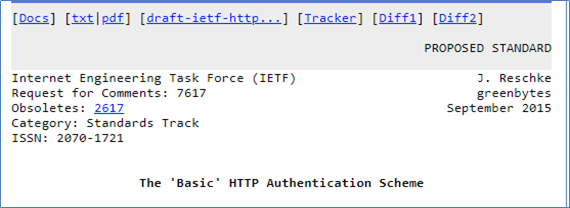 [Docs] [txt|pdf] [draft-ietf-http...] [Tracker] [Diff1] [Diff2]
PROPOSED STANDARD
Internet Engineering Task Force (IETF) J. Reschke
Request for Comments: 7617 greenbytes
Obsoletes: 2617 September 2015
Category: Standards Track
ISSN: 2070-1721
The 'Basic' HTTP Authentication Scheme